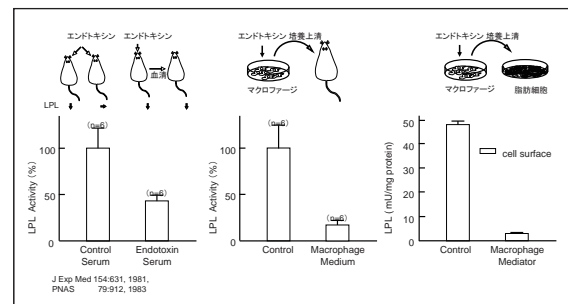 エンドトキシン
エンドトキシン
血清
LPL
(n=6)
100
50
0
LPL Activity (%)
(n=6)
Control
Serum
Endotoxin
Serum
エンドトキシン 培養上清
マクロファージ
(n=6)
100
50
0
LPL Activity (%)
(n=6)
Control
Macrophage
Medium
エンドトキシン 培養上清
マクロファージ
脂肪細胞
50
40
30
20
10
0
LPL ( mU/mg protein)
cell surface
Control
Macrophage
Mediator
J Exp Med 154:631, 1981,
PNAS 79:912, 1983